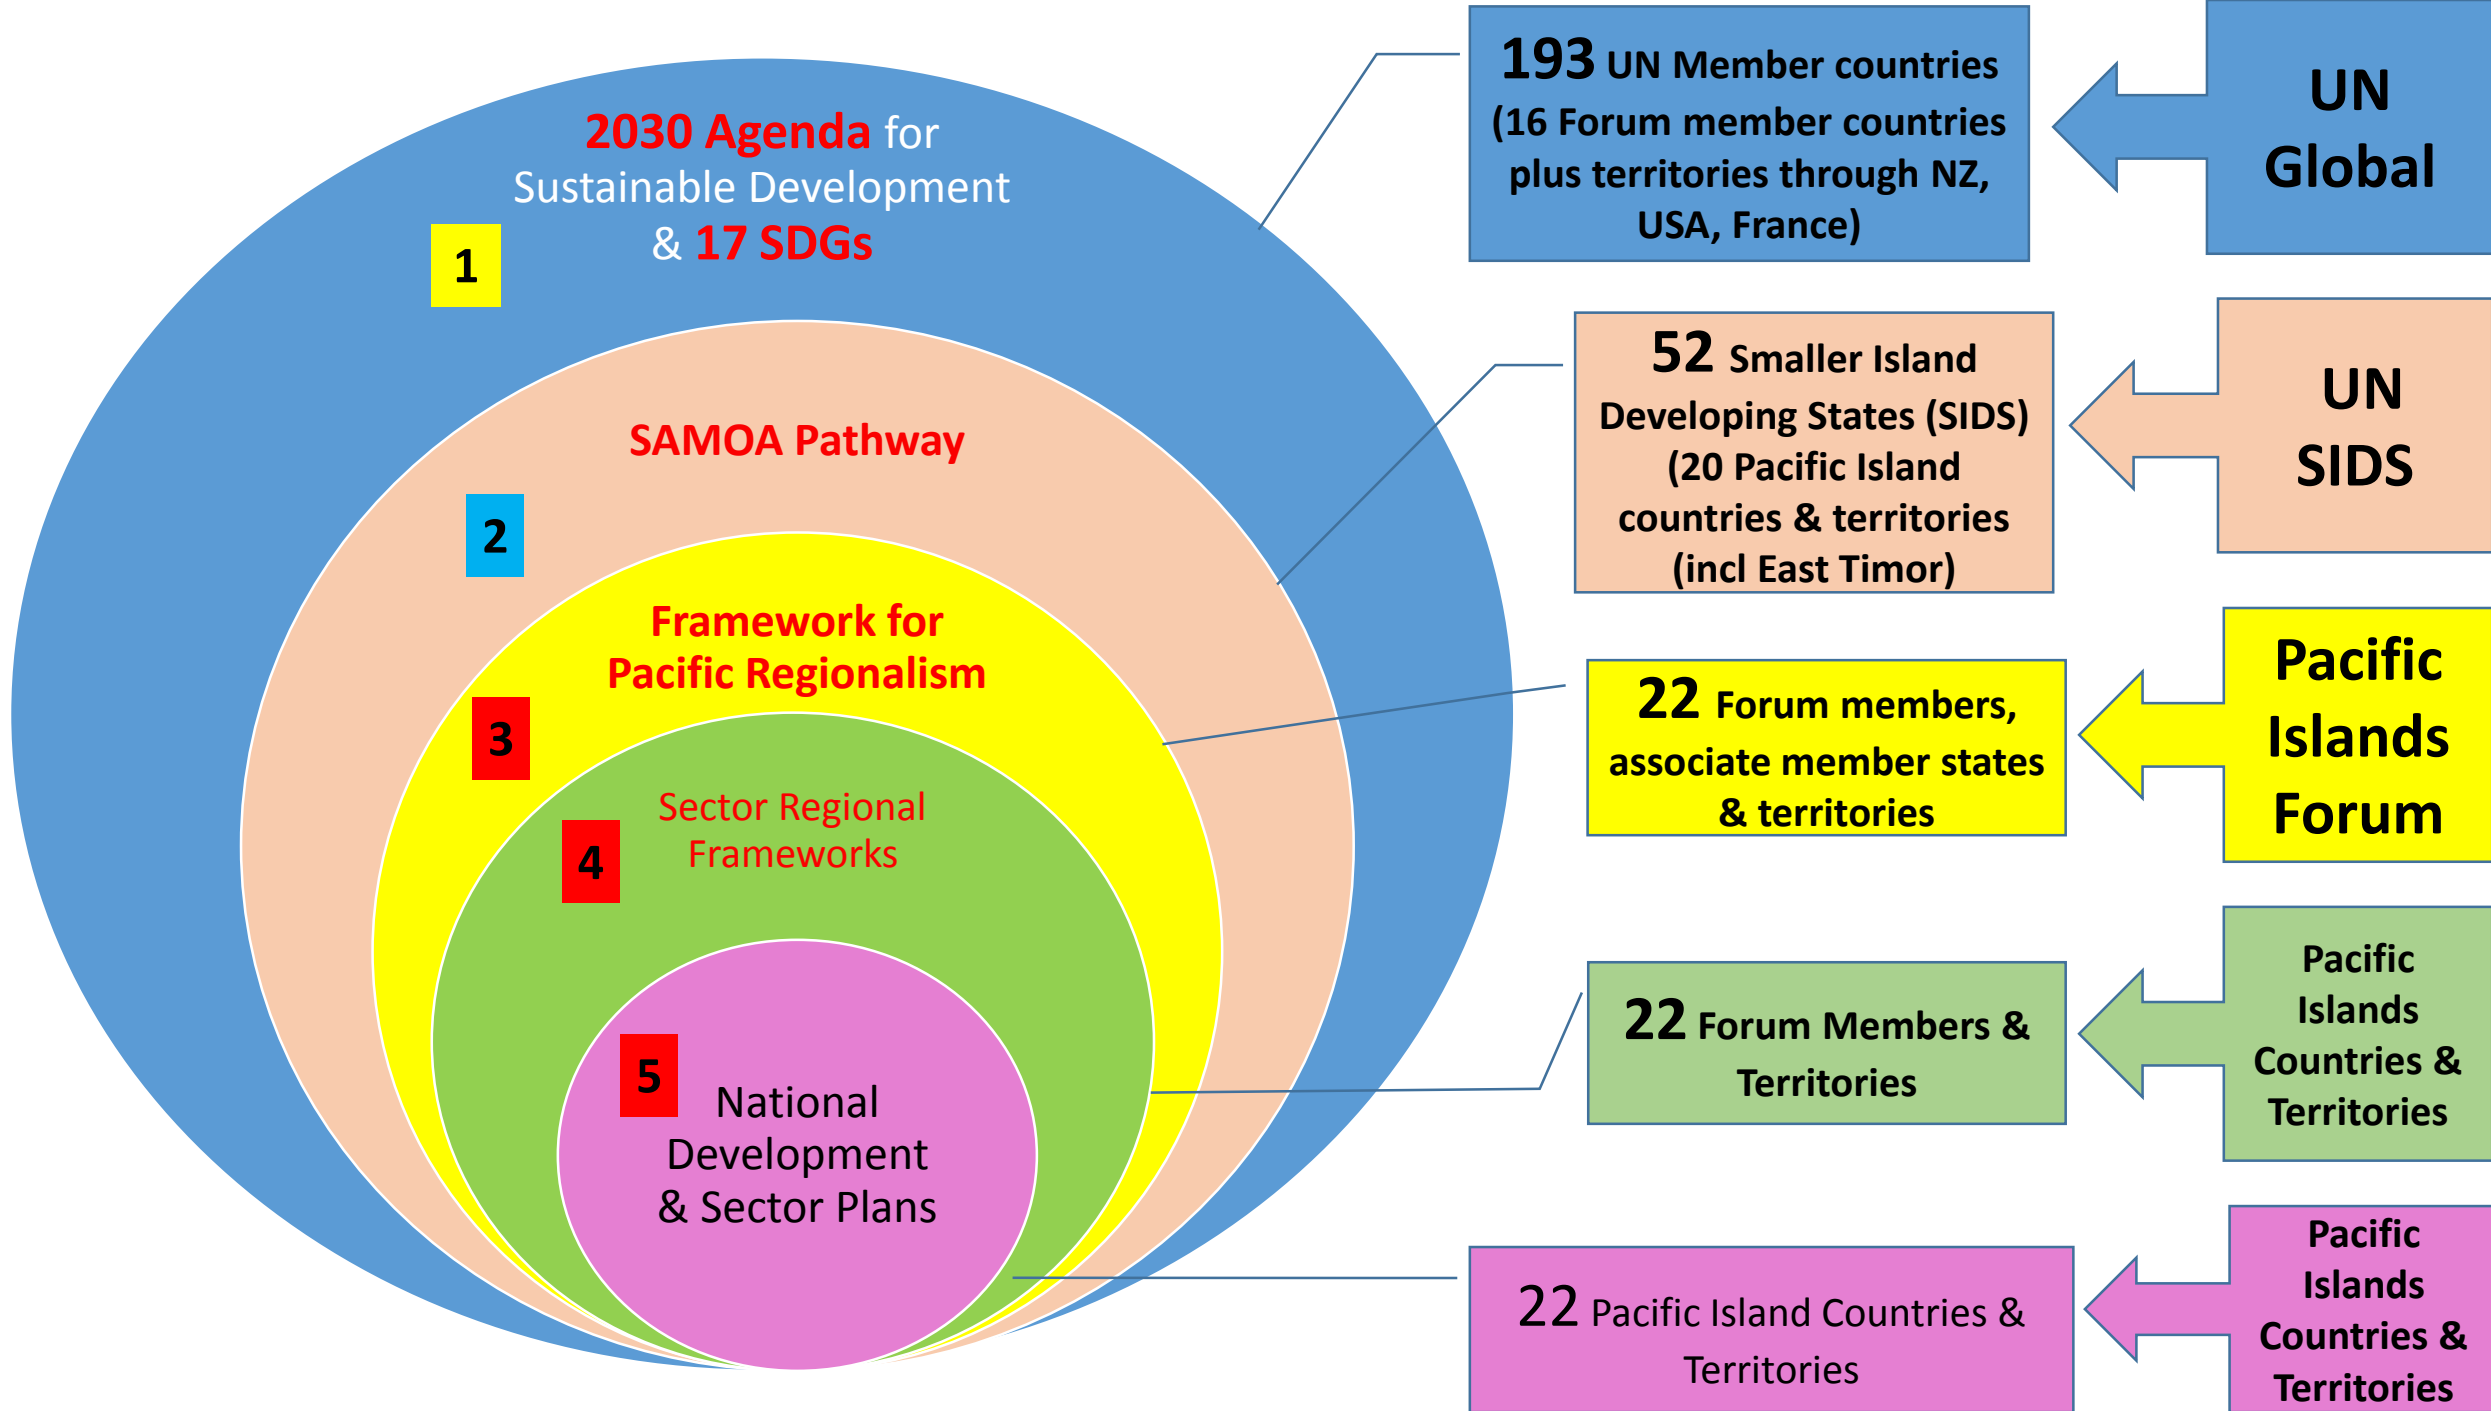 2030 Agenda for
Sustainable Development
& 17 SDGs
1
SAMOA Pathway
2
Framework for
Pacific Regionalism
3
Sector Regional
Frameworks
4
5
National
Development
& Sector Plans
193 UN Member countries
(16 Forum member countries
plus territories through NZ,
USA, France)
UN
Global
52 Smaller Island
Developing States (SIDS)
(20 Pacific Island
countries & territories
(incl East Timor)
UN
SIDS
22 Forum members,
associate member states
& territories
Pacific
Islands
Forum
22 Forum Members &
Territories
Pacific
Islands
Countries &
Territories
22 Pacific Island Countries &
Territories
Pacific
Islands
Countries &
Territories